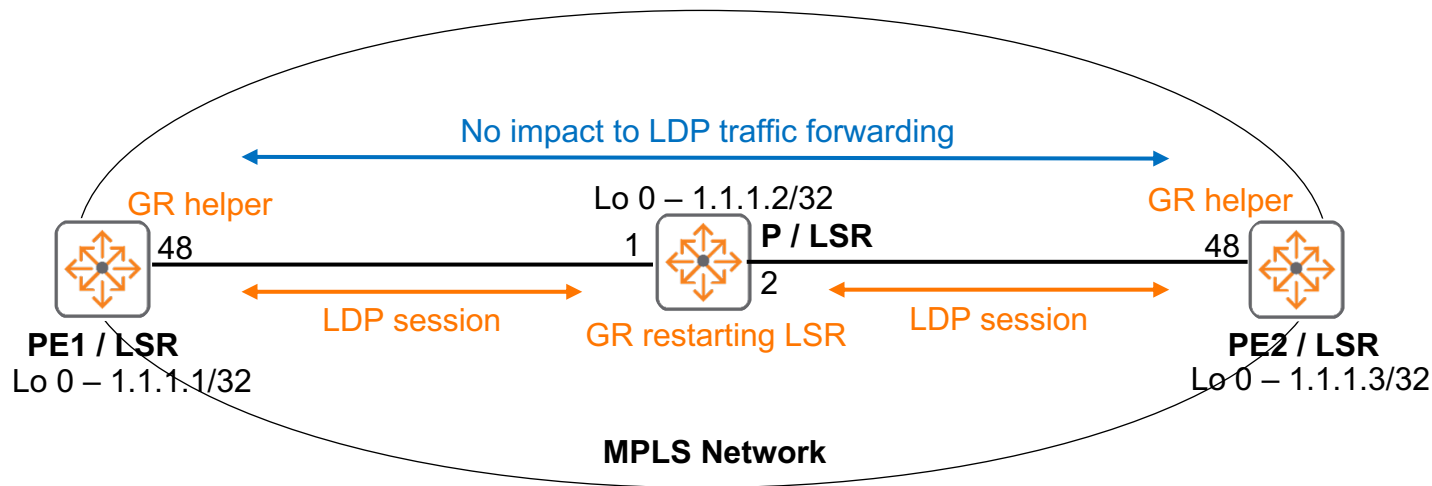 No impact to LDP traffic forwarding
GR helper
Lo 0 – 1.1.1.2/32
GR helper
48
1
P / LSR
48
2
LDP session
GR restarting LSR
LDP session
PE1 / LSR
Lo 0 – 1.1.1.1/32
PE2 / LSR
Lo 0 – 1.1.1.3/32
MPLS Network